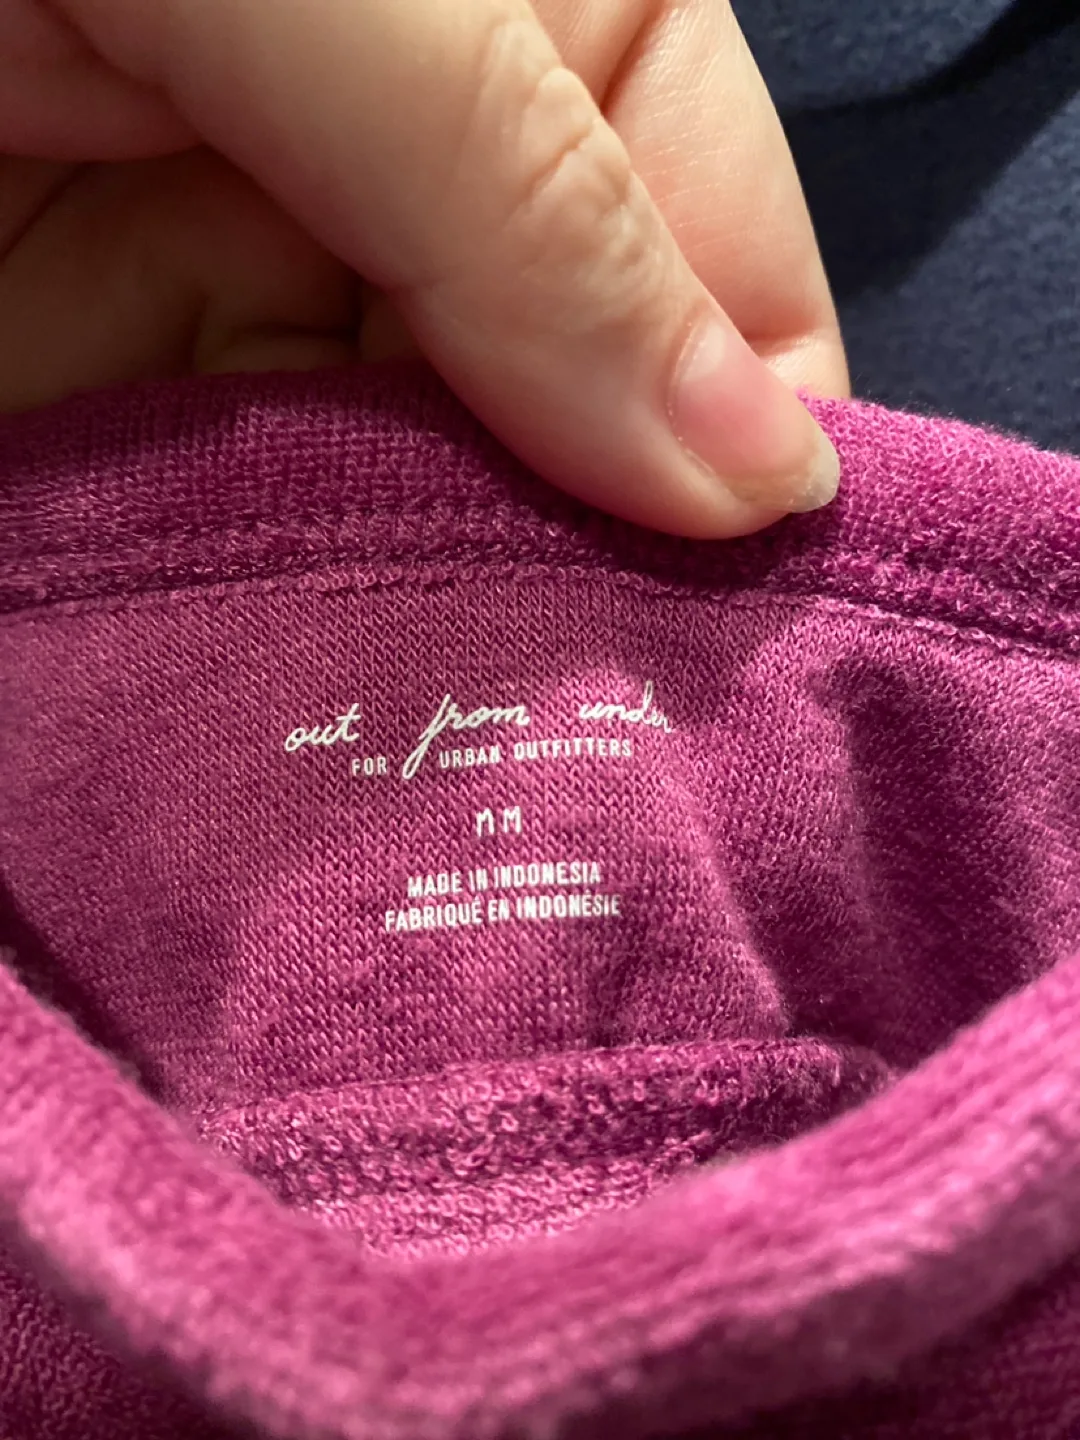 out from under
FOR URBAN OUTFITTERS
M
MADE IN INDONESIA
FABRIQUÉ EN INDONÉSIE